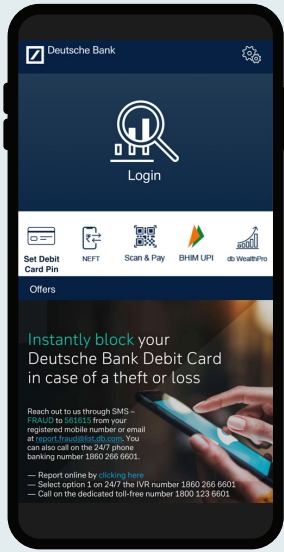 Deutsche Bank
Login
Set Debit
Card Pin
NEFT
Scan & Pay
BHIM UPI
db WealthPro
Offers
Instantly block your
Deutsche Bank Debit Card
in case of a theft or loss
Reach out to us through SMS –
FRAUD to 561615 from your
registered mobile number or email
at report.fraud@list.db.com. You
can also call on the 24/7 phone
banking number 1860 266 6601.
— Report online by clicking here
— Select option 1 on 24/7 the IVR number 1860 266 6601
— Call on the dedicated toll-free number 1800 123 6601